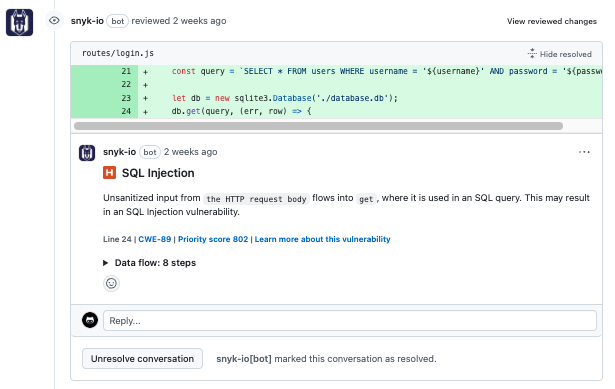 snyk-io bot reviewed 2 weeks ago View reviewed changes
routes/login.js Hide resolved
21 + const query = `SELECT * FROM users WHERE username = '${username}' AND password = '${passw
22 +
23 + let db = new sqlite3.Database('./database.db');
24 + db.get(query, (err, row) => {
snyk-io bot 2 weeks ago ...
H SQL Injection
Unsanitized input from the HTTP request body flows into get, where it is used in an SQL query. This may result
in an SQL Injection vulnerability.
Line 24 | CWE-89 | Priority score 802 | Learn more about this vulnerability
Data flow: 8 steps
Reply...
Unresolve conversation snyk-io[bot] marked this conversation as resolved.